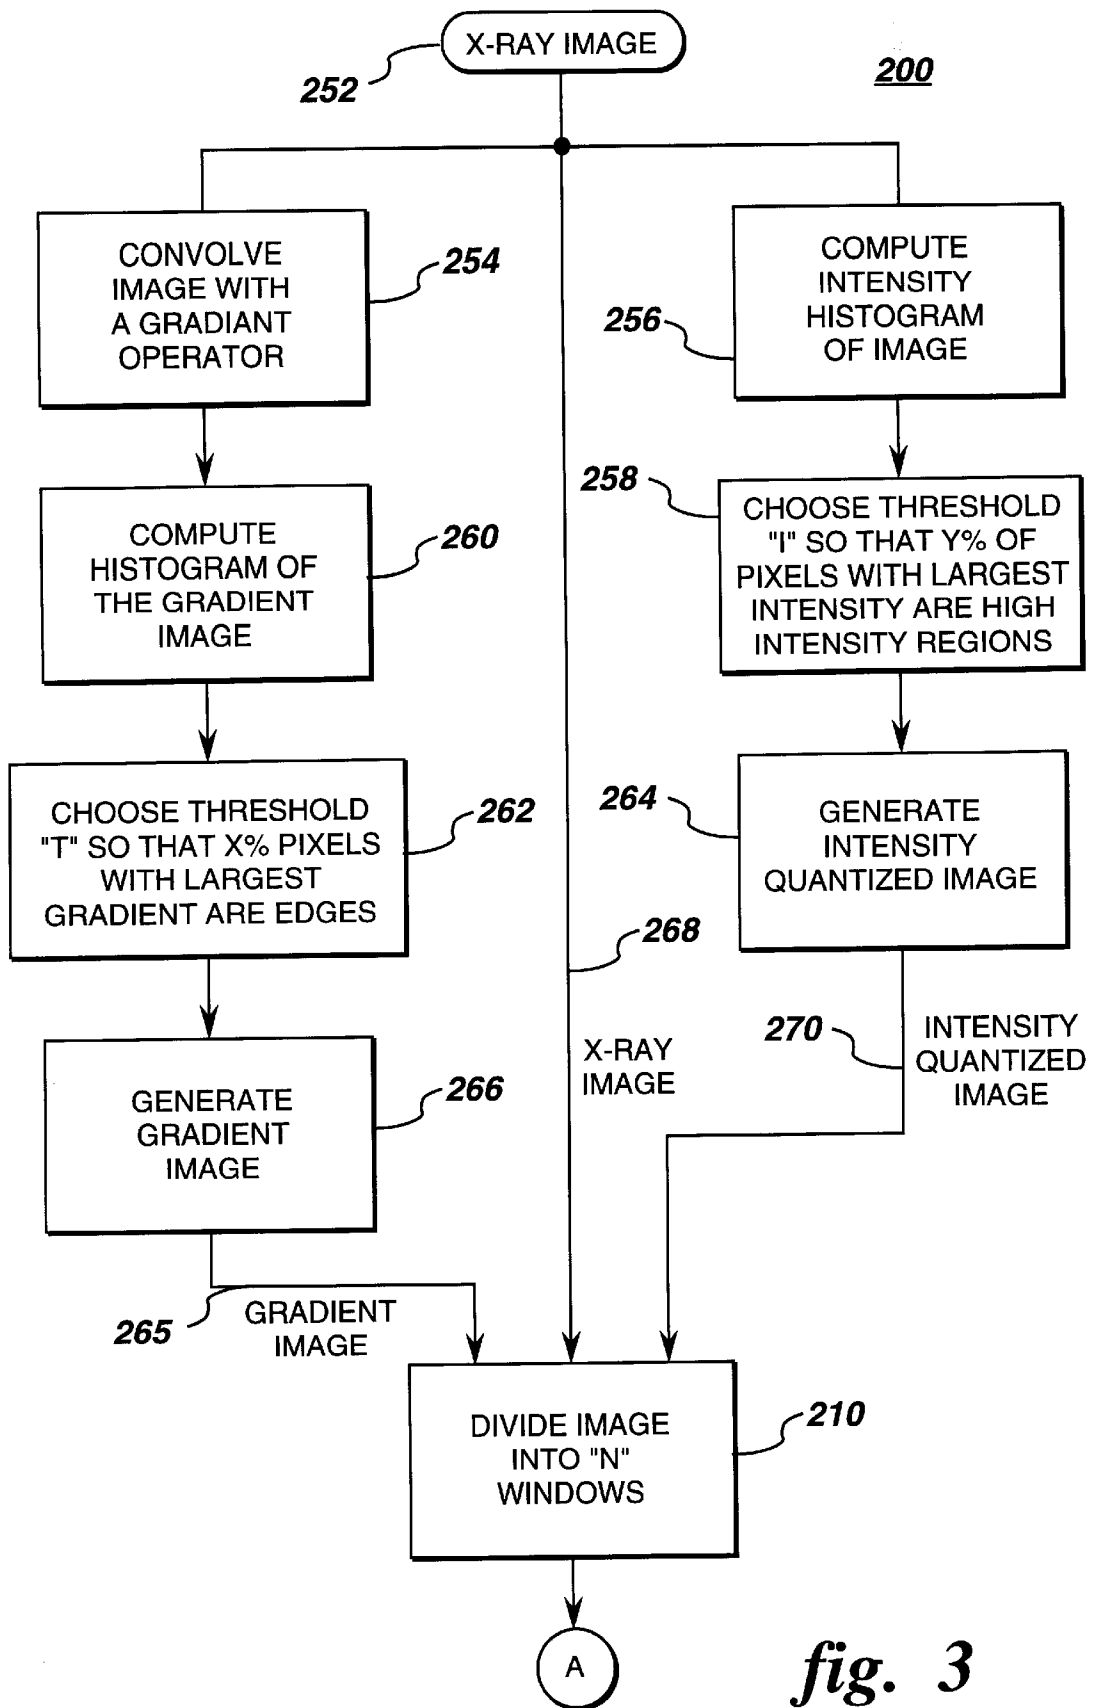 X-RAY IMAGE
252
200
CONVOLVE
IMAGE WITH
A GRADIANT
OPERATOR
254
COMPUTE
INTENSITY
HISTOGRAM
OF IMAGE
256
COMPUTE
HISTOGRAM OF
THE GRADIENT
IMAGE
260
258
CHOOSE THRESHOLD
"I" SO THAT Y% OF
PIXELS WITH LARGEST
INTENSITY ARE HIGH
INTENSITY REGIONS
CHOOSE THRESHOLD
"T" SO THAT X% PIXELS
WITH LARGEST
GRADIENT ARE EDGES
262
264
GENERATE
INTENSITY
QUANTIZED IMAGE
268
X-RAY
IMAGE
270
INTENSITY
QUANTIZED
IMAGE
GENERATE
GRADIENT
IMAGE
266
265
GRADIENT
IMAGE
DIVIDE IMAGE
INTO "N"
WINDOWS
210
A
fig. 3